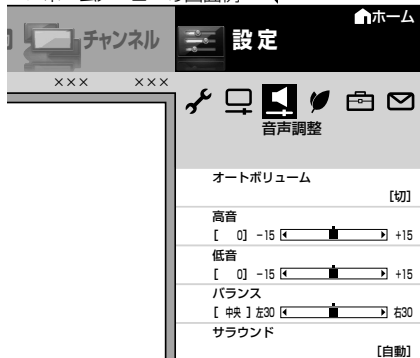 ホーム
チャンネル
設定
××× ×××
音声調整
オートボリューム
[切]
高音
[ 0] −15 +15
低音
[ 0] −15 +15
バランス
[ 中央 ] 左30 右30
サラウンド
[自動]